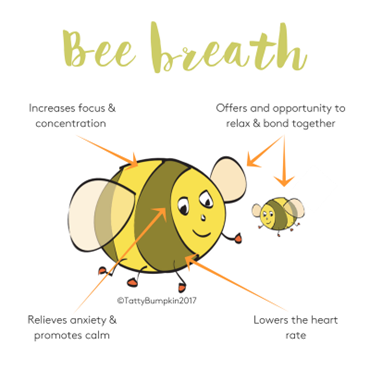 Bee breath
Increases focus &
concentration
Offers and opportunity to
relax & bond together
©TattyBumpkin2017
Relieves anxiety &
promotes calm
Lowers the heart
rate